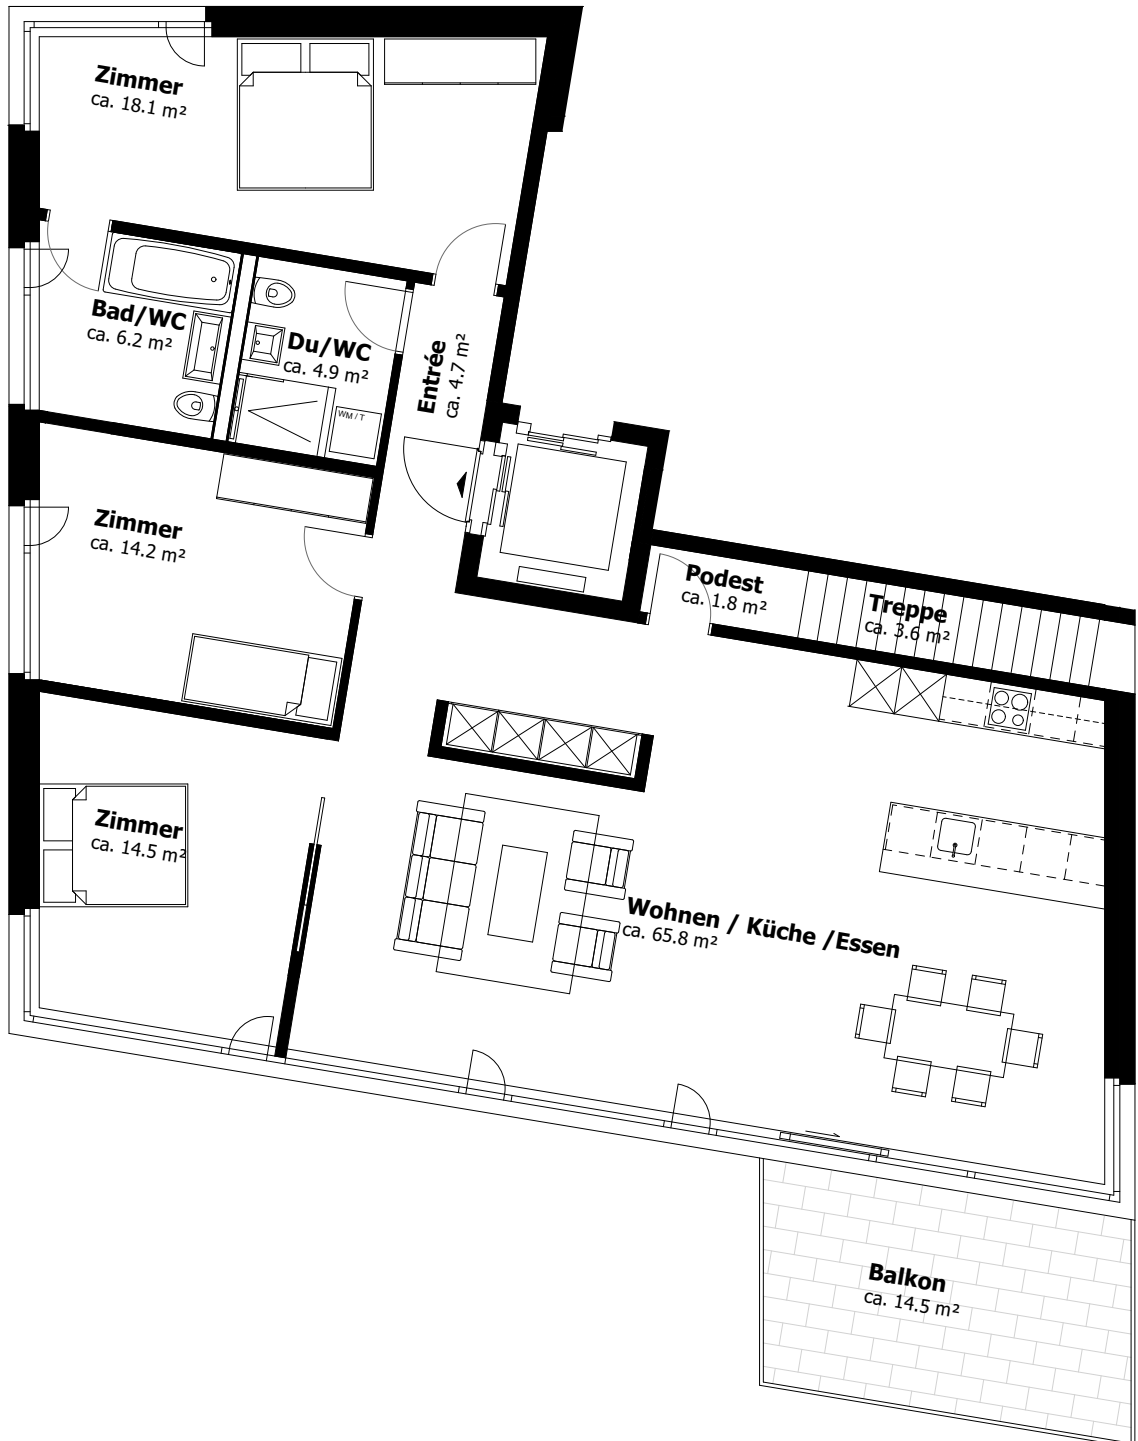 Zimmer
ca. 18.1 m²
Bad/WC
ca. 6.2 m²
Du/WC
ca. 4.9 m²
WM / T
Entrée
ca. 4.7 m²
Zimmer
ca. 14.2 m²
Podest
ca. 1.8 m²
Treppe
ca. 3.6 m²
Zimmer
ca. 14.5 m²
Wohnen / Küche /Essen
ca. 65.8 m²
Balkon
ca. 14.5 m²